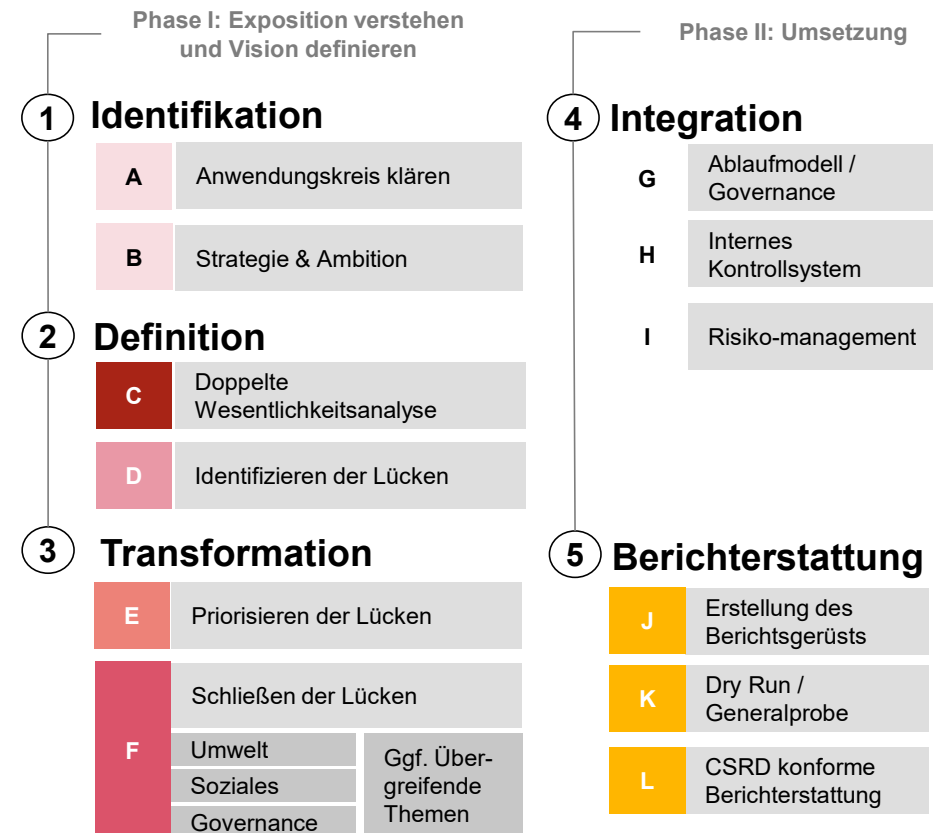 Phase I: Exposition verstehen
und Vision definieren
1 Identifikation
A Anwendungskreis klären
B Strategie & Ambition
2 Definition
C Doppelte
Wesentlichkeitsanalyse
D Identifizieren der Lücken
3 Transformation
E Priorisieren der Lücken
F Schließen der Lücken
Umwelt
Soziales
Governance
Ggf. Über-
greifende
Themen
Phase II: Umsetzung
4 Integration
G Ablaufmodell /
Governance
H Internes
Kontrollsystem
I Risiko-management
5 Berichterstattung
J Erstellung des
Berichtsgerüsts
K Dry Run /
Generalprobe
L CSRD konforme
Berichterstattung